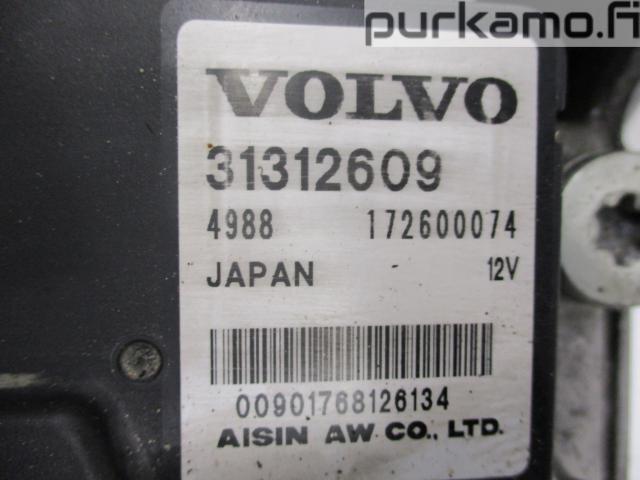 purkamo.fi
VOLVO
31312609
4988 172600074
JAPAN 12V
00901768126134
AISIN AW CO., LTD.